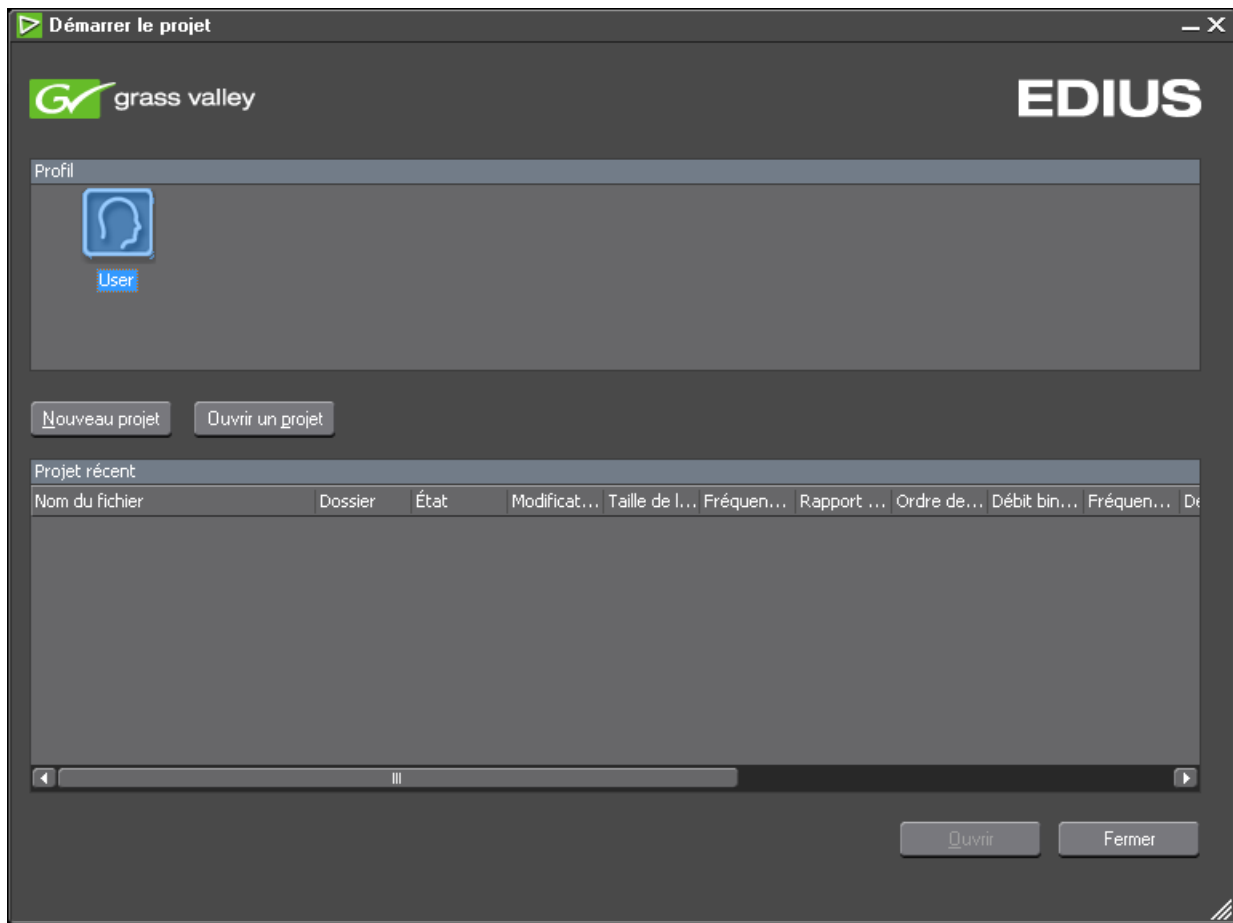 Démarrer le projet
grass valley
EDIUS
Profil
User
Nouveau projet Ouvrir un projet
Projet récent
Nom du fichier Dossier État Modificat... Taille de l... Fréquen... Rapport ... Ordre de... Débit bin... Fréquen... Dé
Ouvrir Fermer